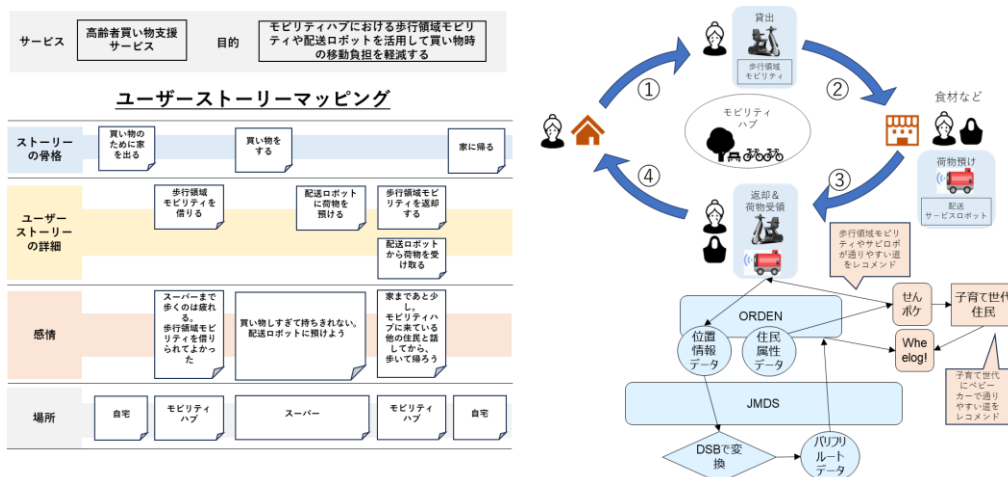 サービス
高齢者買い物支援
サービス
目的
モビリティハブにおける歩行領域モビリ
ティや配送ロボットを活用して買い物時
の移動負担を軽減する
ユーザーストーリーマッピング
ストーリー
の骨格
買い物の
ために家
を出る
買い物を
する
家に帰る
ユーザー
ストーリー
の詳細
歩行領域
モビリティを
借りる
配送ロボット
に荷物を
預ける
歩行領域モビ
リティを返却
する
配送ロボット
から荷物を
受け取る
感情
スーパーまで
歩くのは疲れ
る。
歩行領域モビ
リティを借り
られてよかっ
た
買い物しすぎて持ちきれない。
配送ロボットに預けよう
家まであと少
し。
モビリティハ
ブに来ている
他の住民と話
してから、
歩いて帰ろう
場所
自宅
モビリティ
ハブ
スーパー
モビリティ
ハブ
自宅
貸出
歩行領域
モビリティ
①
②
モビリティ
ハブ
食材など
荷物預け
配送
サービスロボット
④
③
返却&
荷物受領
歩行領域モビリ
ティやサビロボ
が通りやすい道
をレコメンド
ORDEN
位置
情報
データ
住民
属性
データ
せん
ボケ
子育て世代
住民
Whe
elog!
子育て世代
にベビー
カーで通り
やすい道を
レコメンド
JMDS
DSBで変
換
バリフリ
ルート
データ